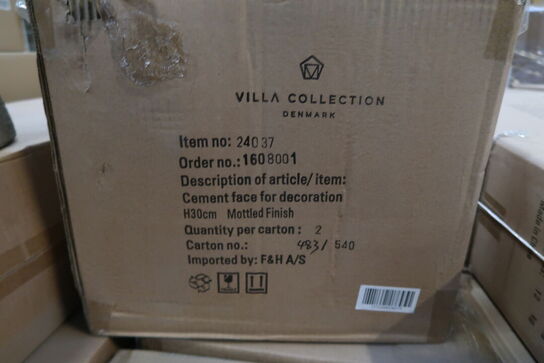 VILLA COLLECTION
DENMARK
Item no: 24037
Order no.: 1608001
Description of article/ item:
Cement face for decoration
H30cm Mottled Finish
Quantity per carton : 2
Carton no.: 483/ 540
Imported by: F&H A/S